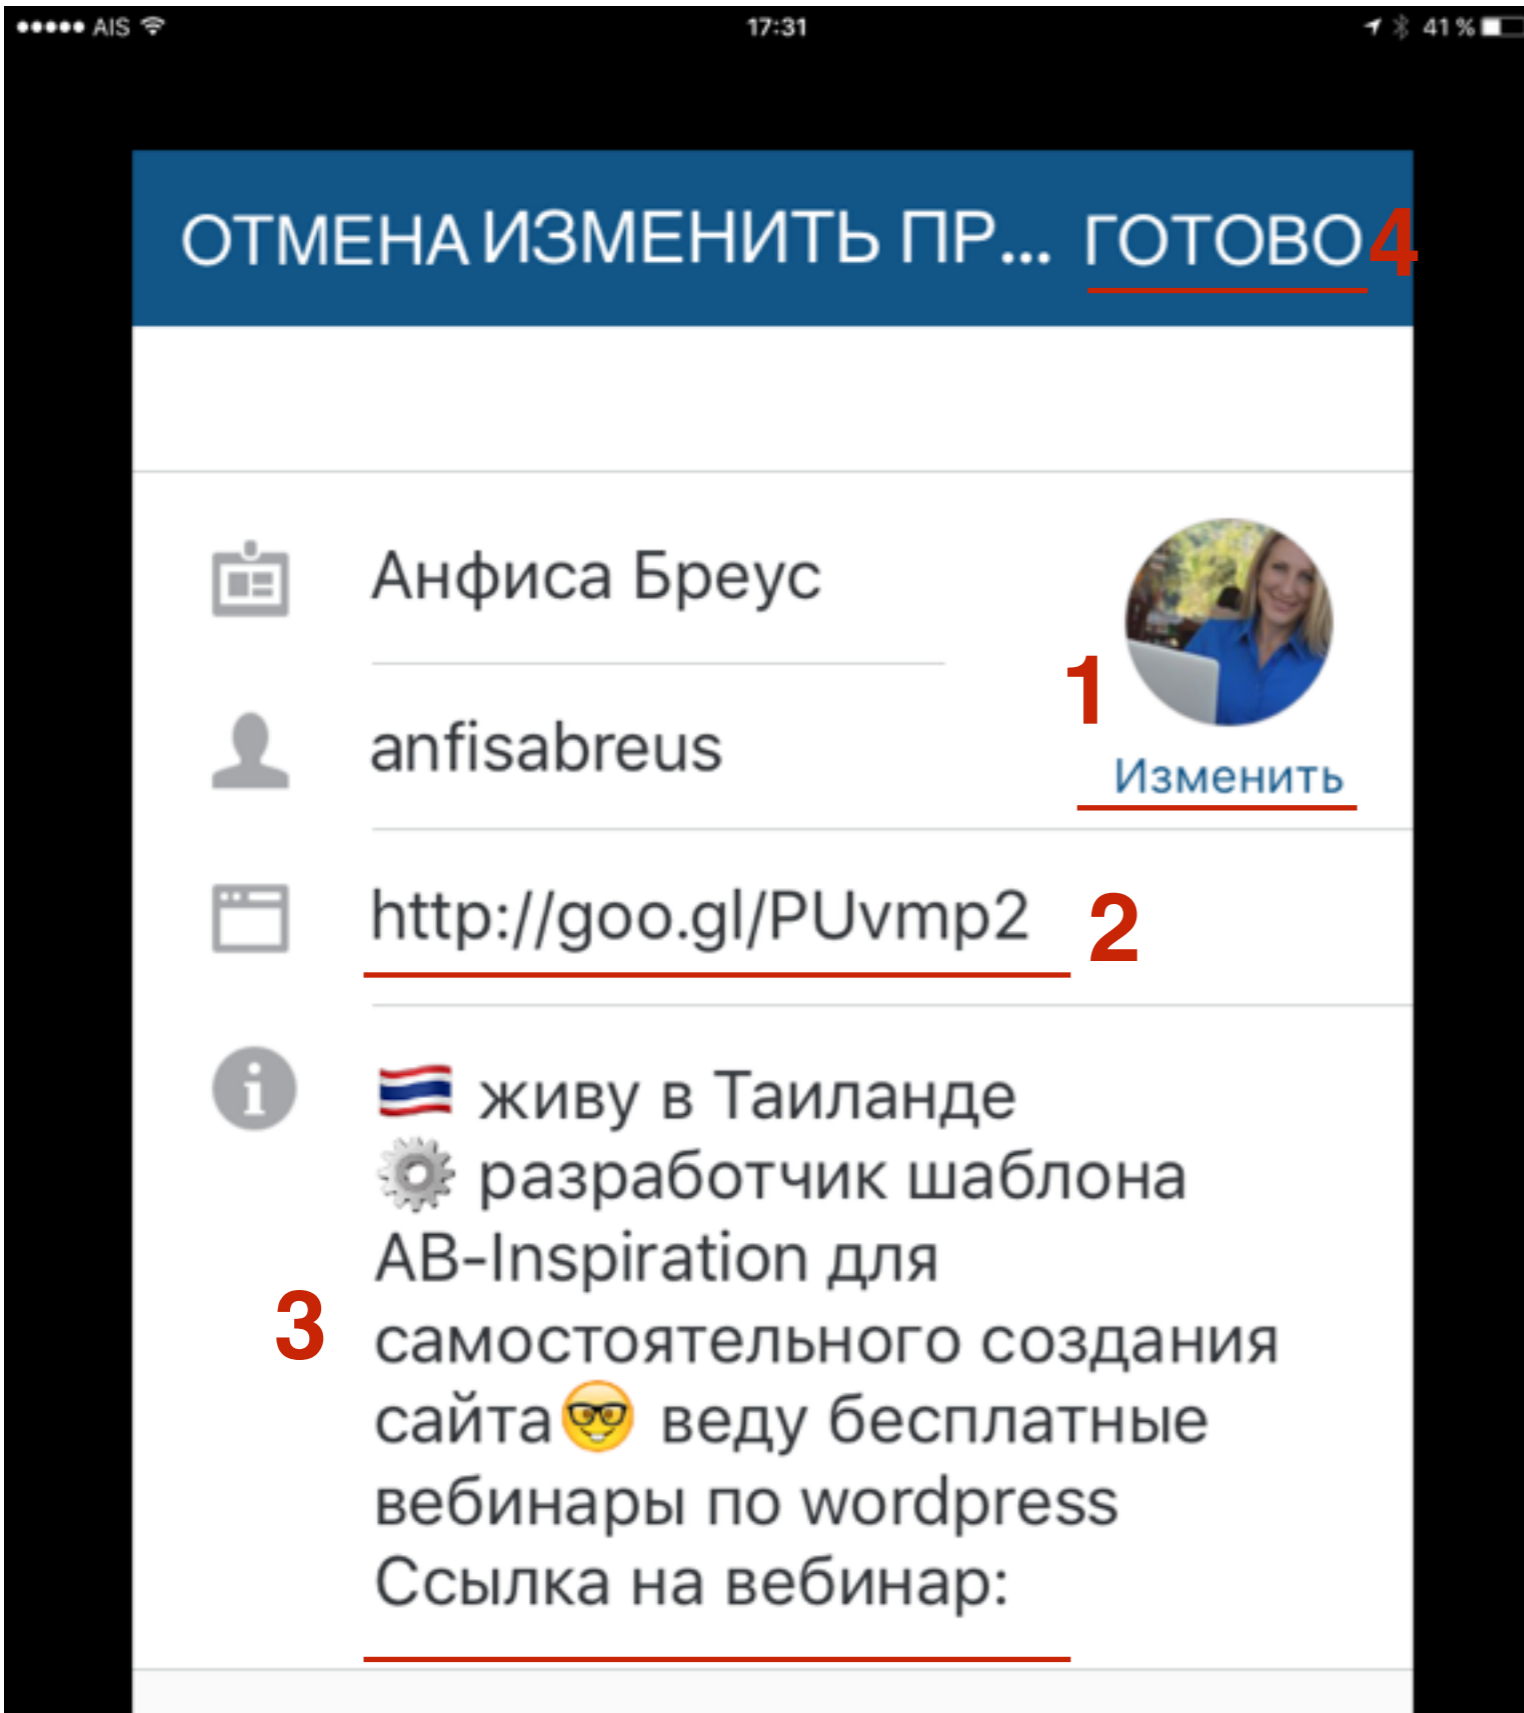 AIS 17:31 41 %
ОТМЕНА ИЗМЕНИТЬ ПР... ГОТОВО 4
Анфиса Бреус
1
anfisabreus
Изменить
http://goo.gl/PUvmp2 2
🇹🇭 живу в Таиланде
⚙️ разработчик шаблона
AB-Inspiration для
3
самостоятельного создания
сайта🤓 веду бесплатные
вебинары по wordpress
Ссылка на вебинар: